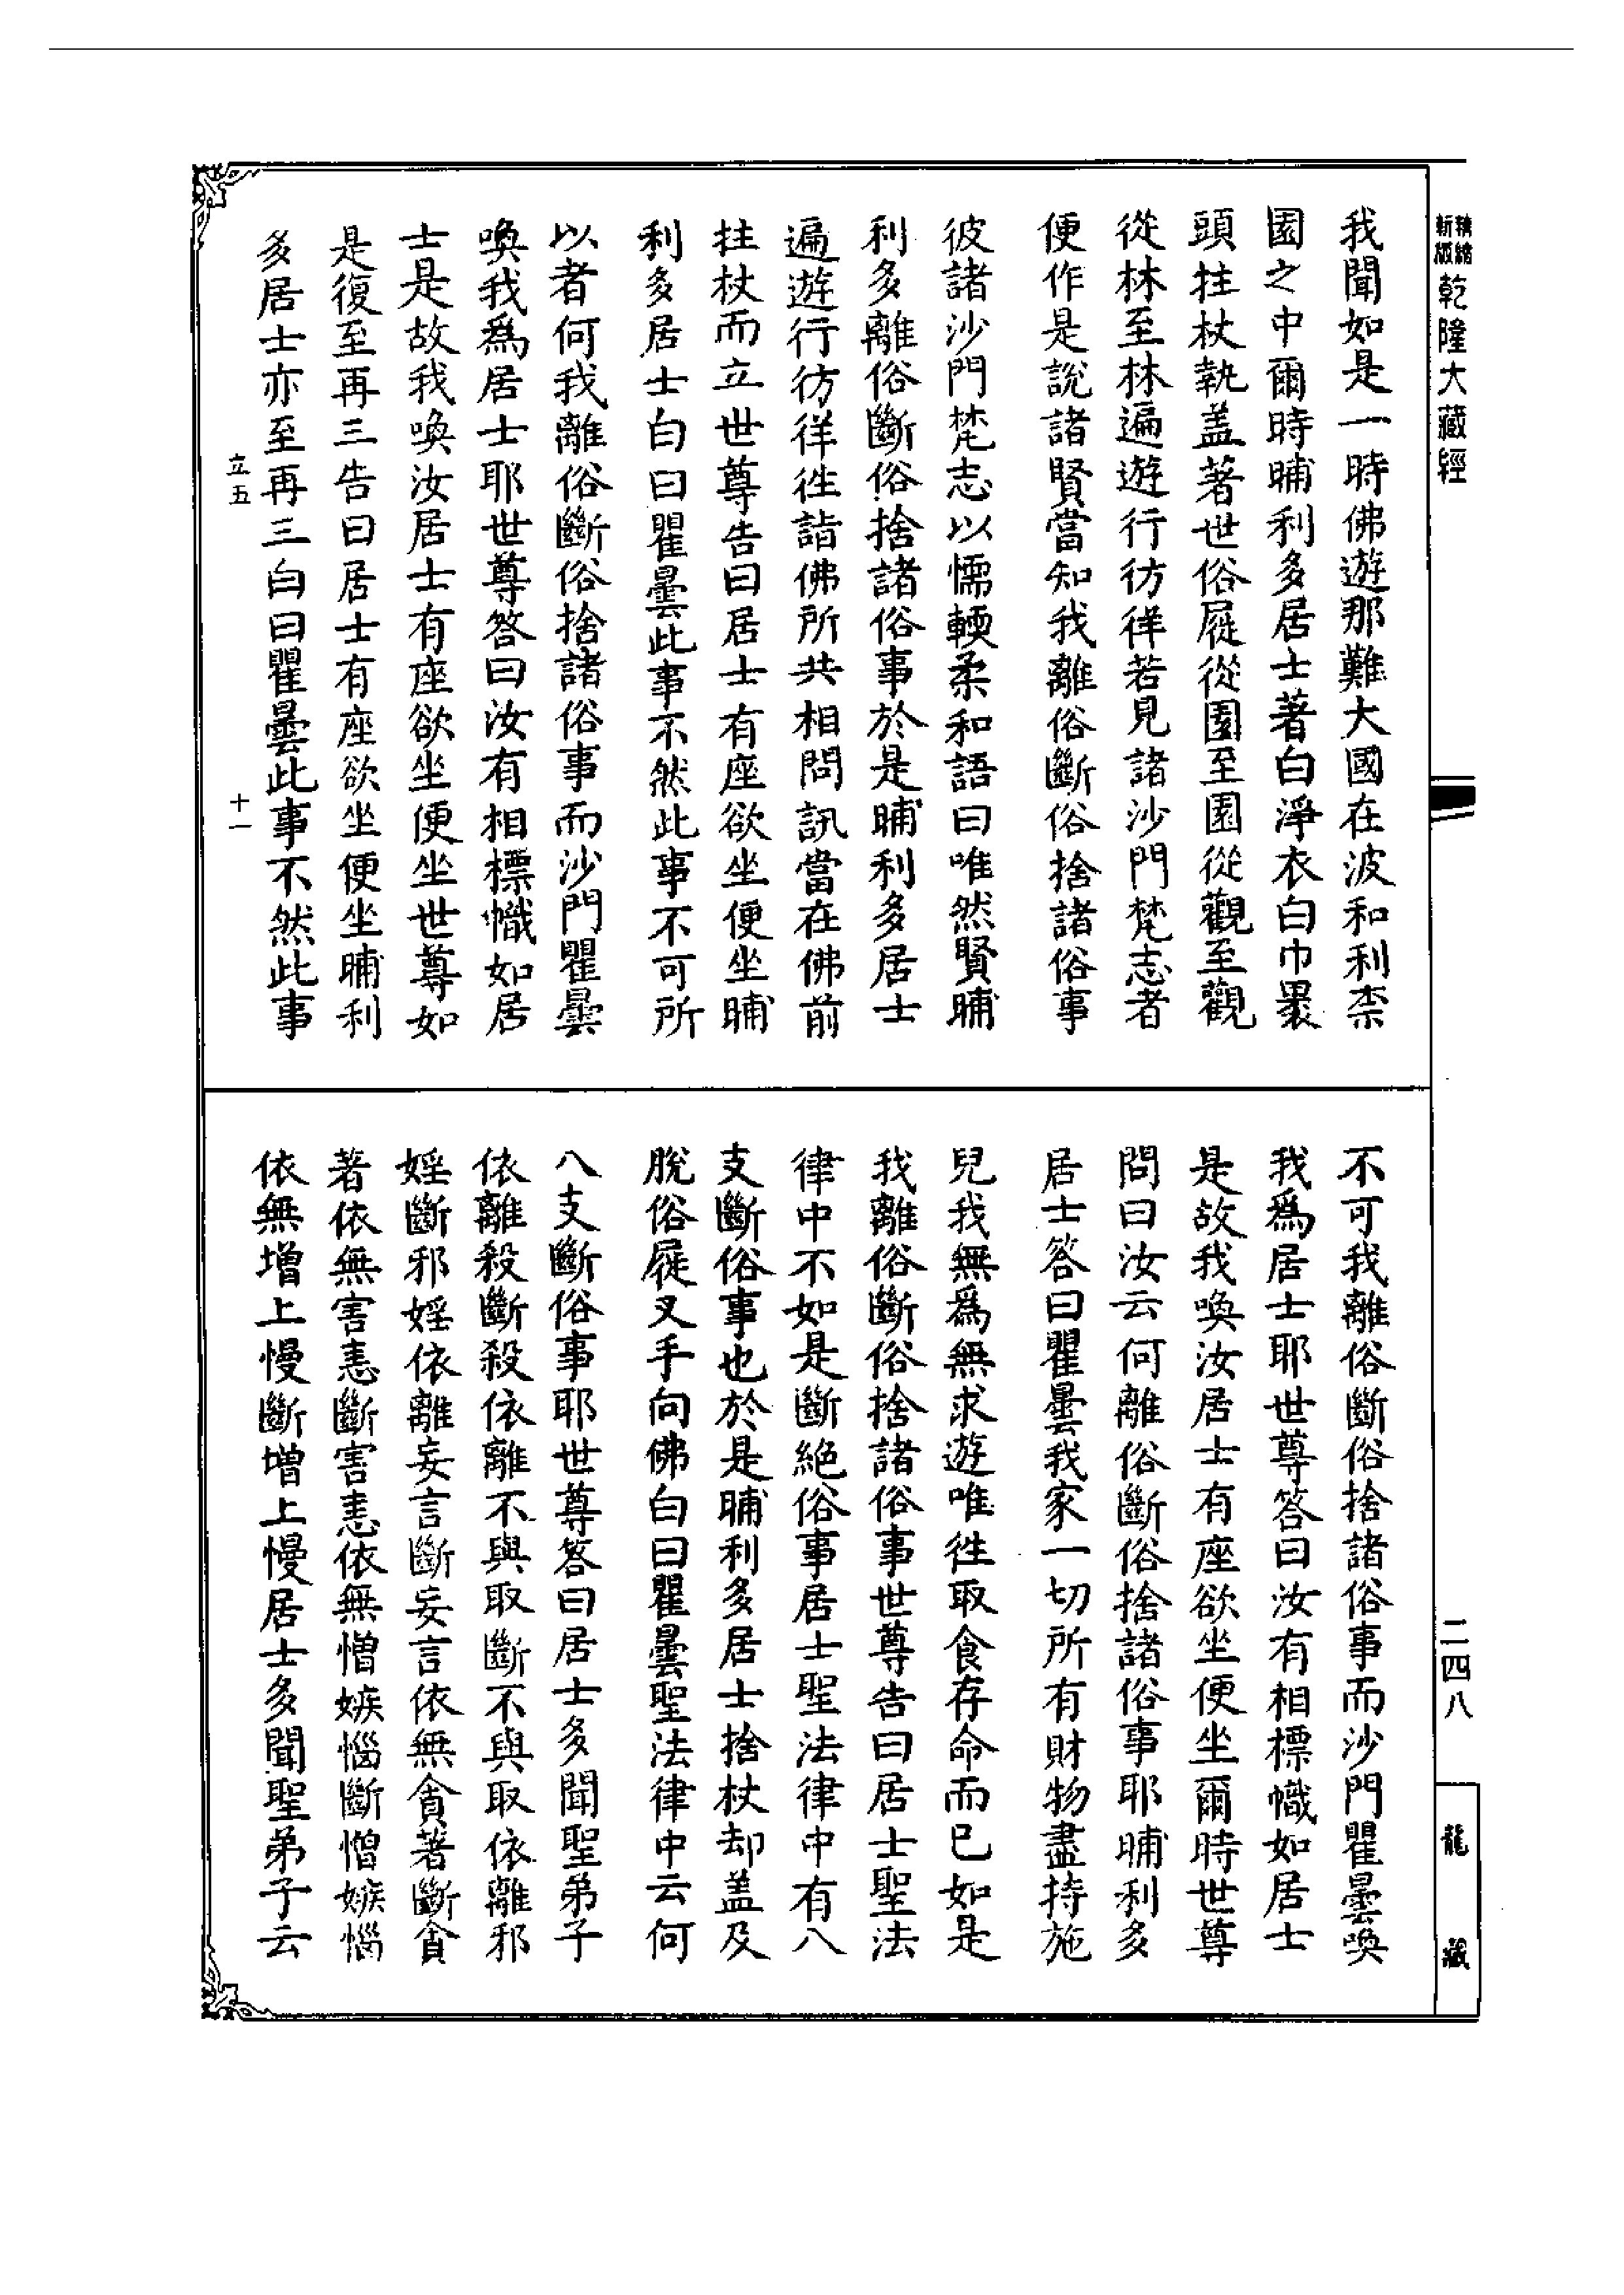 精縮新版乾隆大藏經
我聞如是一時佛遊那難大國在波和利柰
園之中爾時晡利多居士著白淨衣白巾裹
頭拄杖執盖著世俗屣從園至園從觀至觀
從林至林遍遊行彷徉若見諸沙門梵志者
便作是說諸賢當知我離俗斷俗捨諸俗事
彼諸沙門梵志以懦輭柔和語曰唯然賢晡
利多離俗斷俗捨諸俗事於是晡利多居士
遍遊行彷徉徃詣佛所共相問訊當在佛前
拄杖而立世尊告曰居士有座欲坐便坐晡
利多居士白曰瞿曇此事不然此事不可所
以者何我離俗斷俗捨諸俗事而沙門瞿曇
喚我爲居士耶世尊答曰汝有相標幟如居
士是故我喚汝居士有座欲坐便坐世尊如
是復至再三告曰居士有座欲坐便坐晡利
多居士亦至再三白曰瞿曇此事不然此事
立五 十一
不可我離俗斷俗捨諸俗事而沙門瞿曇喚
我爲居士耶世尊答曰汝有相標幟如居士
是故我喚汝居士有座欲坐便坐爾時世尊
問曰汝云何離俗斷俗捨諸俗事耶晡利多
居士答曰瞿曇我家一切所有財物盡持施
兒我無爲無求遊唯徃取食存命而已如是
我離俗斷俗捨諸俗事世尊告曰居士聖法
律中不如是斷絕俗事居士聖法律中有八
支斷俗事也於是晡利多居士捨杖却盖及
脫俗屣叉手向佛白曰瞿曇聖法律中云何
八支斷俗事耶世尊答曰居士多聞聖弟子
依離殺斷殺依離不與取斷不與取依離邪
婬斷邪婬依離妄言斷妄言依無貪著斷貪
著依無害恚斷害恚依無憎嫉惱斷憎嫉惱
依無增上慢斷增上慢居士多聞聖弟子云
二四八
龍藏